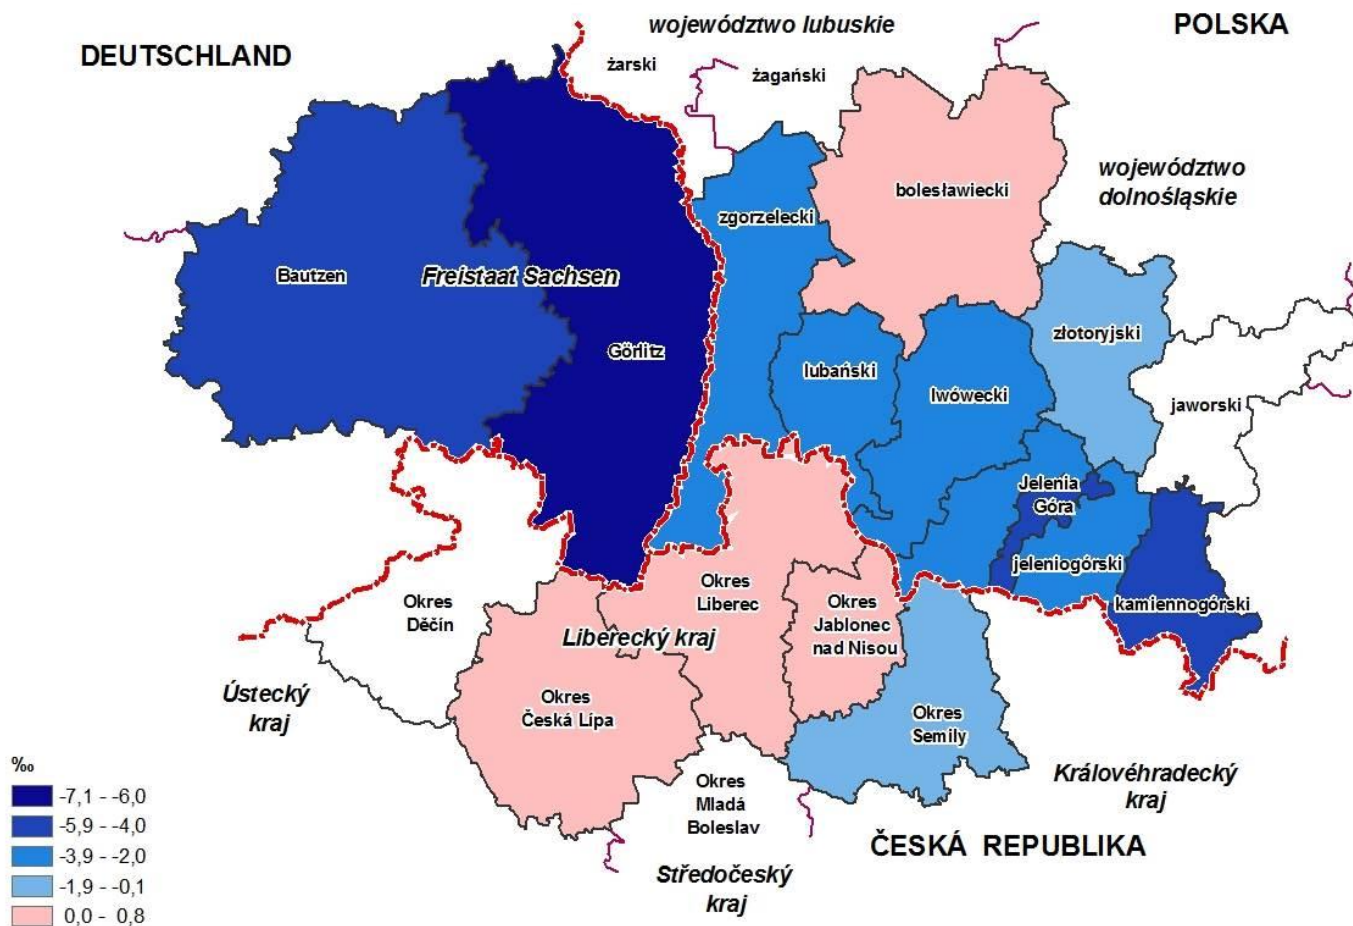 DEUTSCHLAND
województwo lubuskie
POLSKA
żarski
żagański
bolesławiecki
województwo
dolnośląskie
zgorzelecki
Bautzen
Freistaat Sachsen
Görlitz
złotoryjski
lubański
lwówecki
jaworski
Jelenia
Góra
jeleniogórski
kamiennogórski
Okres
Děčín
Okres
Liberec
Okres
Jablonec
nad Nisou
Liberecký kraj
Ústecký
kraj
Okres
Česká Lípa
Okres
Semily
Okres
Mladá
Boleslav
Královéhradecký
kraj
ČESKÁ REPUBLIKA
Středočeský
kraj
‰
-7,1 - -6,0
-5,9 - -4,0
-3,9 - -2,0
-1,9 - -0,1
0,0 - 0,8